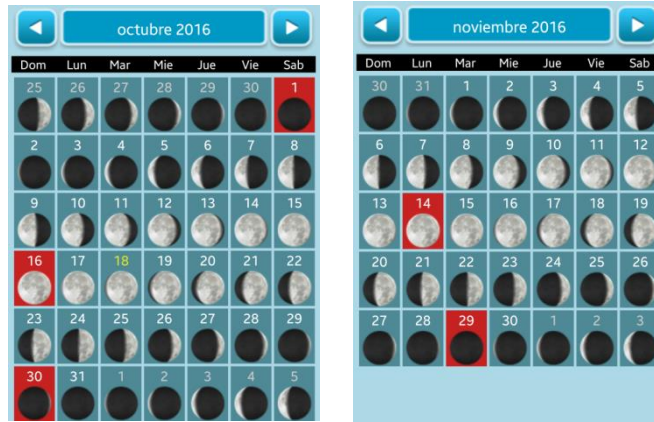 octubre 2016
Dom Lun Mar Mie Jue Vie Sab
25 26 27 28 29 30 1
2 3 4 5 6 7 8
9 10 11 12 13 14 15
16 17 18 19 20 21 22
23 24 25 26 27 28 29
30 31 1 2 3 4 5
noviembre 2016
Dom Lun Mar Mie Jue Vie Sab
30 31 1 2 3 4 5
6 7 8 9 10 11 12
13 14 15 16 17 18 19
20 21 22 23 24 25 26
27 28 29 30 1 2 3